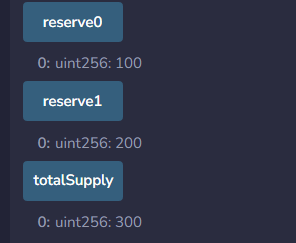 reserve0
0: uint256: 100
reserve1
0: uint256: 200
totalSupply
0: uint256: 300